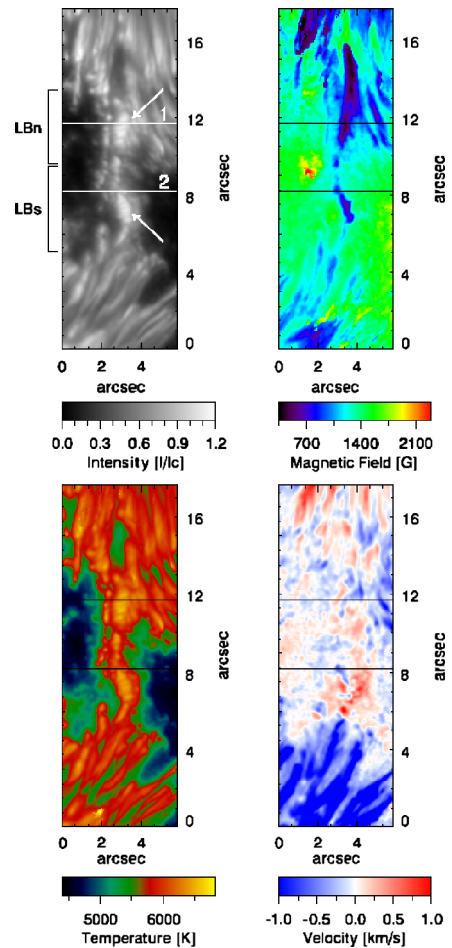 16
12
8
4
0
arcsec
LBn
LBs
1
2
0 2 4
arcsec
0.0 0.3 0.6 0.9 1.2
Intensity [I/Ic]
16
12
8
4
0
arcsec
0 2 4
arcsec
700 1400 2100
Magnetic Field [G]
16
12
8
4
0
arcsec
0 2 4
arcsec
5000 6000
Temperature [K]
16
12
8
4
0
arcsec
0 2 4
arcsec
-1.0 -0.5 0.0 0.5 1.0
Velocity [km/s]